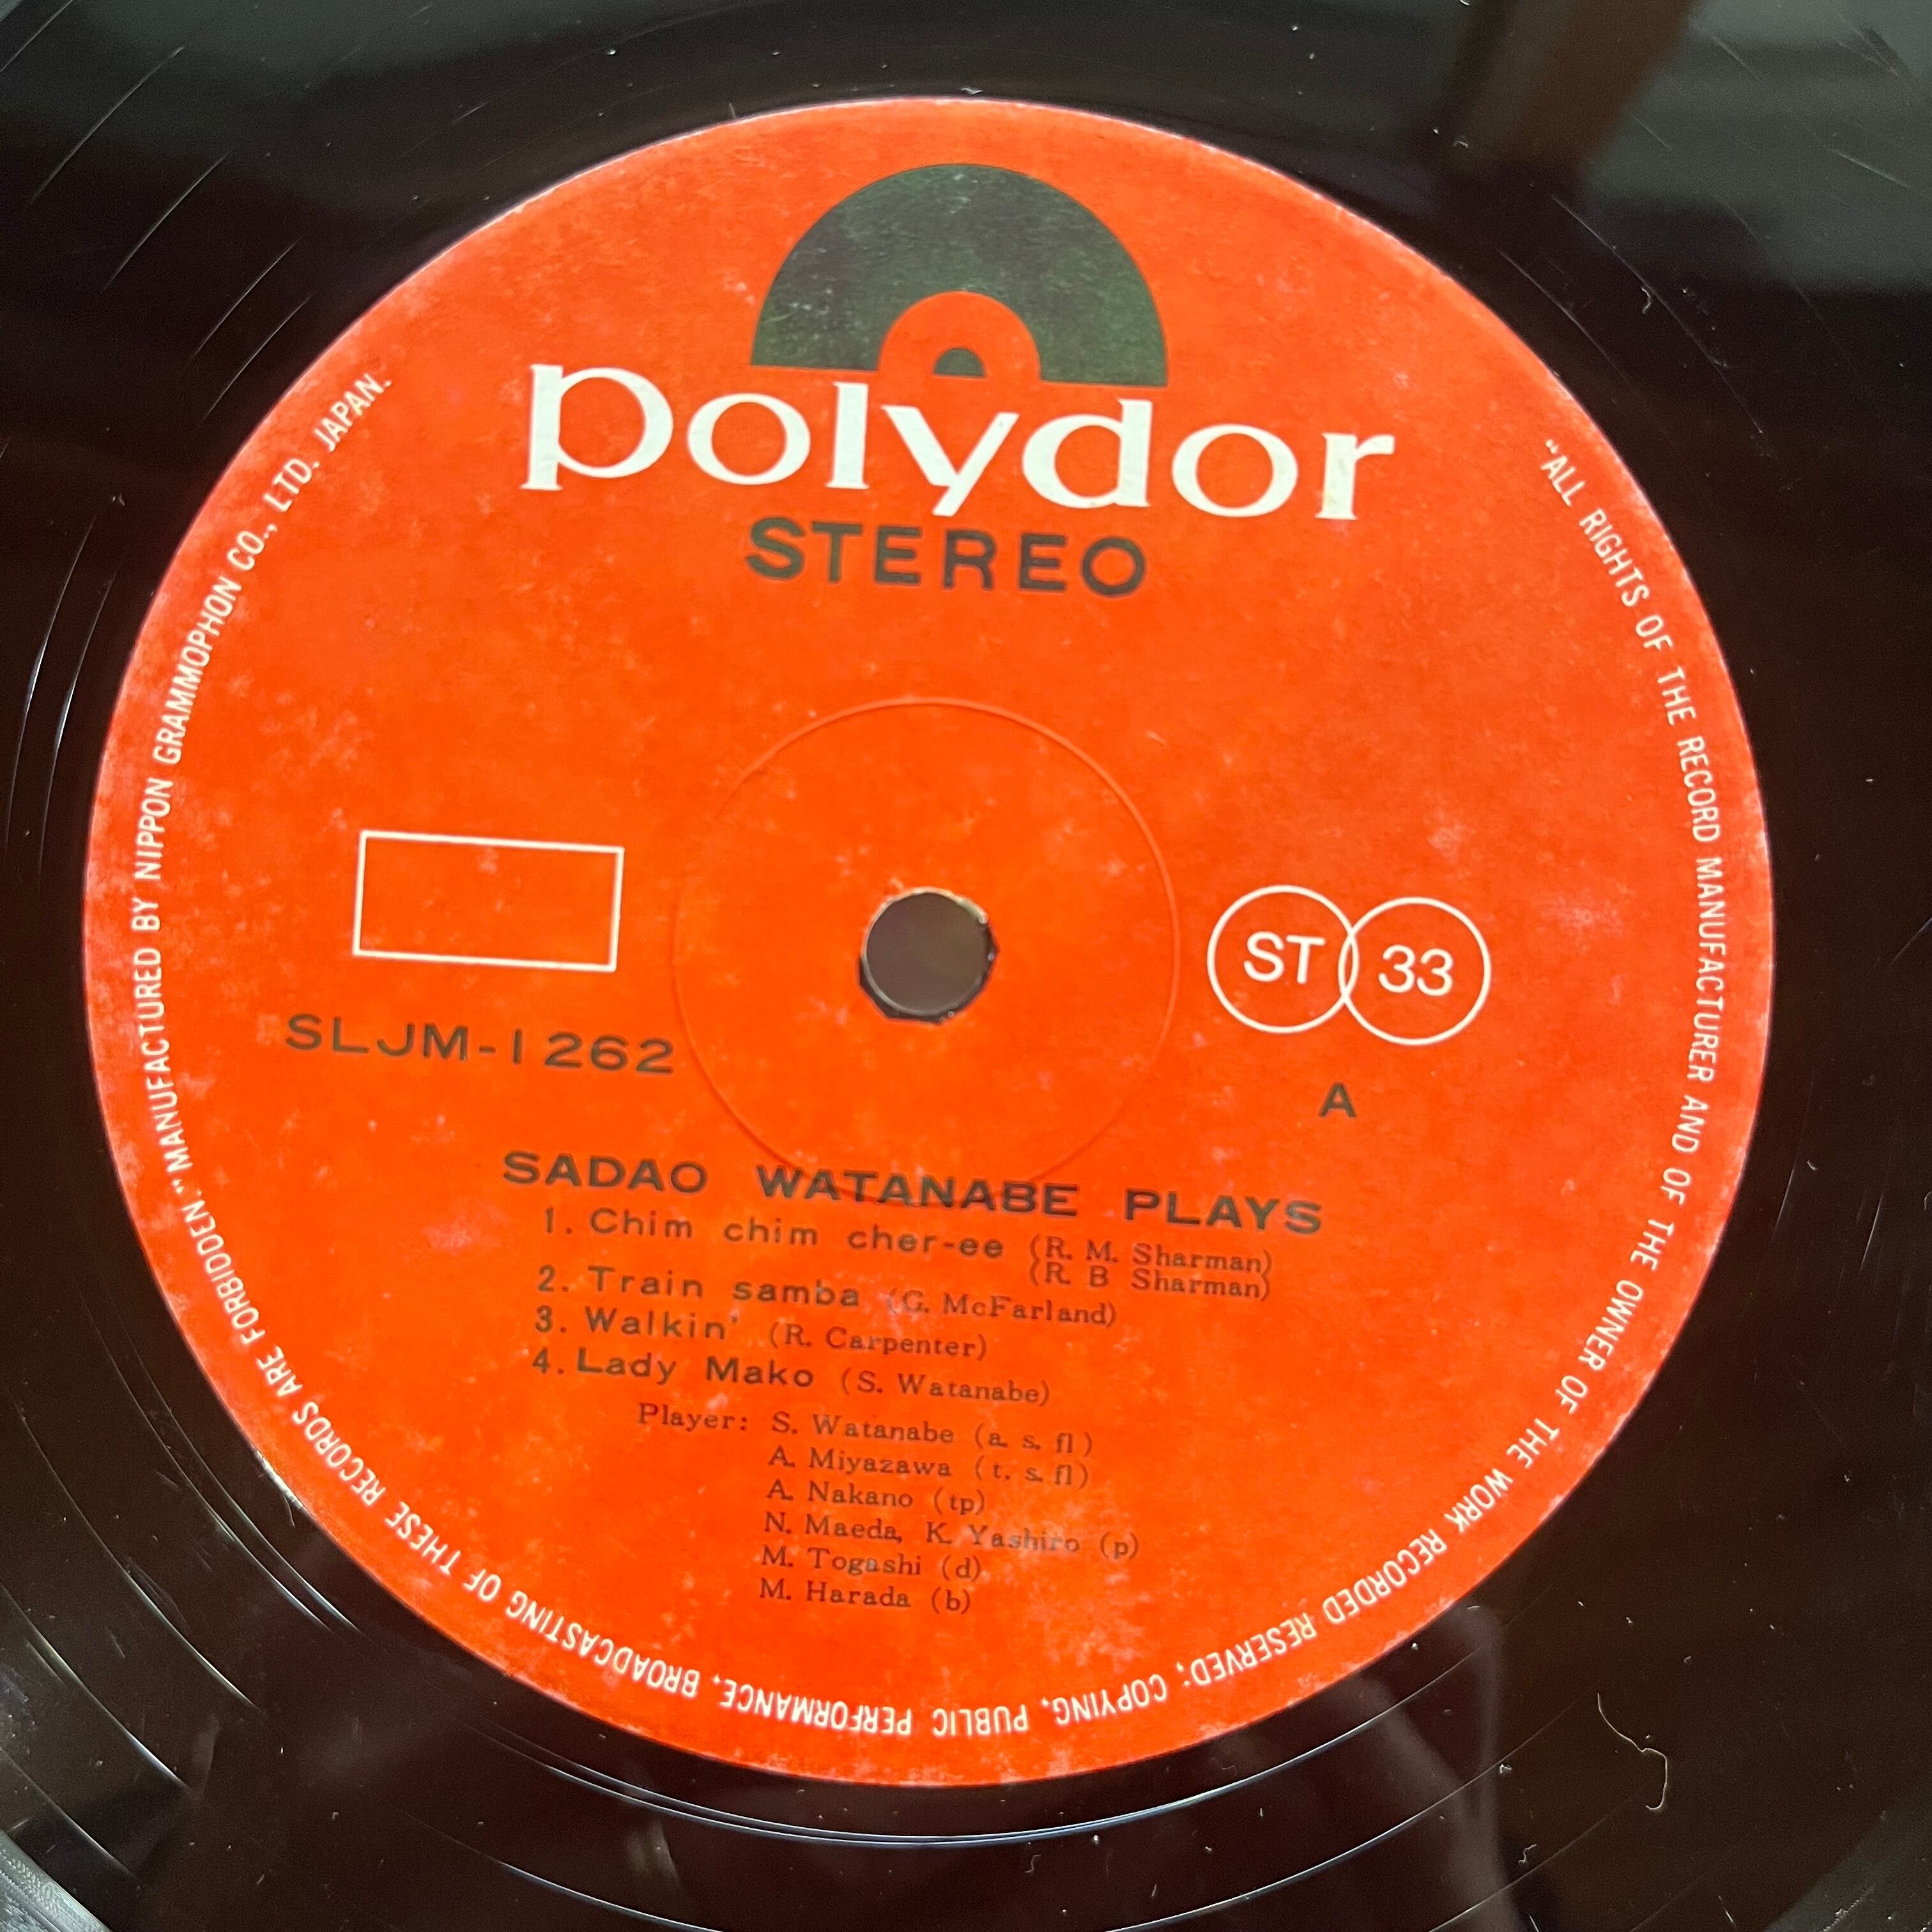 polydor
STEREO
ST 33
SLJM-1262
A
SADAO WATANABE PLAYS
1. Chim chim cher-ee (R. M. Sharman)
(R. B Sharman)
2. Train samba (G. McFarland)
3. Walkin' (R. Carpenter)
4. Lady Mako (S. Watanabe)
Player: S. Watanabe (a. s. fl)
A. Miyazawa (t. s. fl)
A. Nakano (tp)
N. Maeda, K. Yashiro (p)
M. Togashi (d)
M. Harada (b)
"ALL RIGHTS OF THE RECORD MANUFACTURER AND OF THE OWNER OF THE WORK RECORDED RESERVED; COPYING, PUBLIC PERFORMANCE, BROADCASTING OF THESE RECORDS ARE FORBIDDEN." MANUFACTURED BY NIPPON GRAMMOPHON CO., LTD. JAPAN.